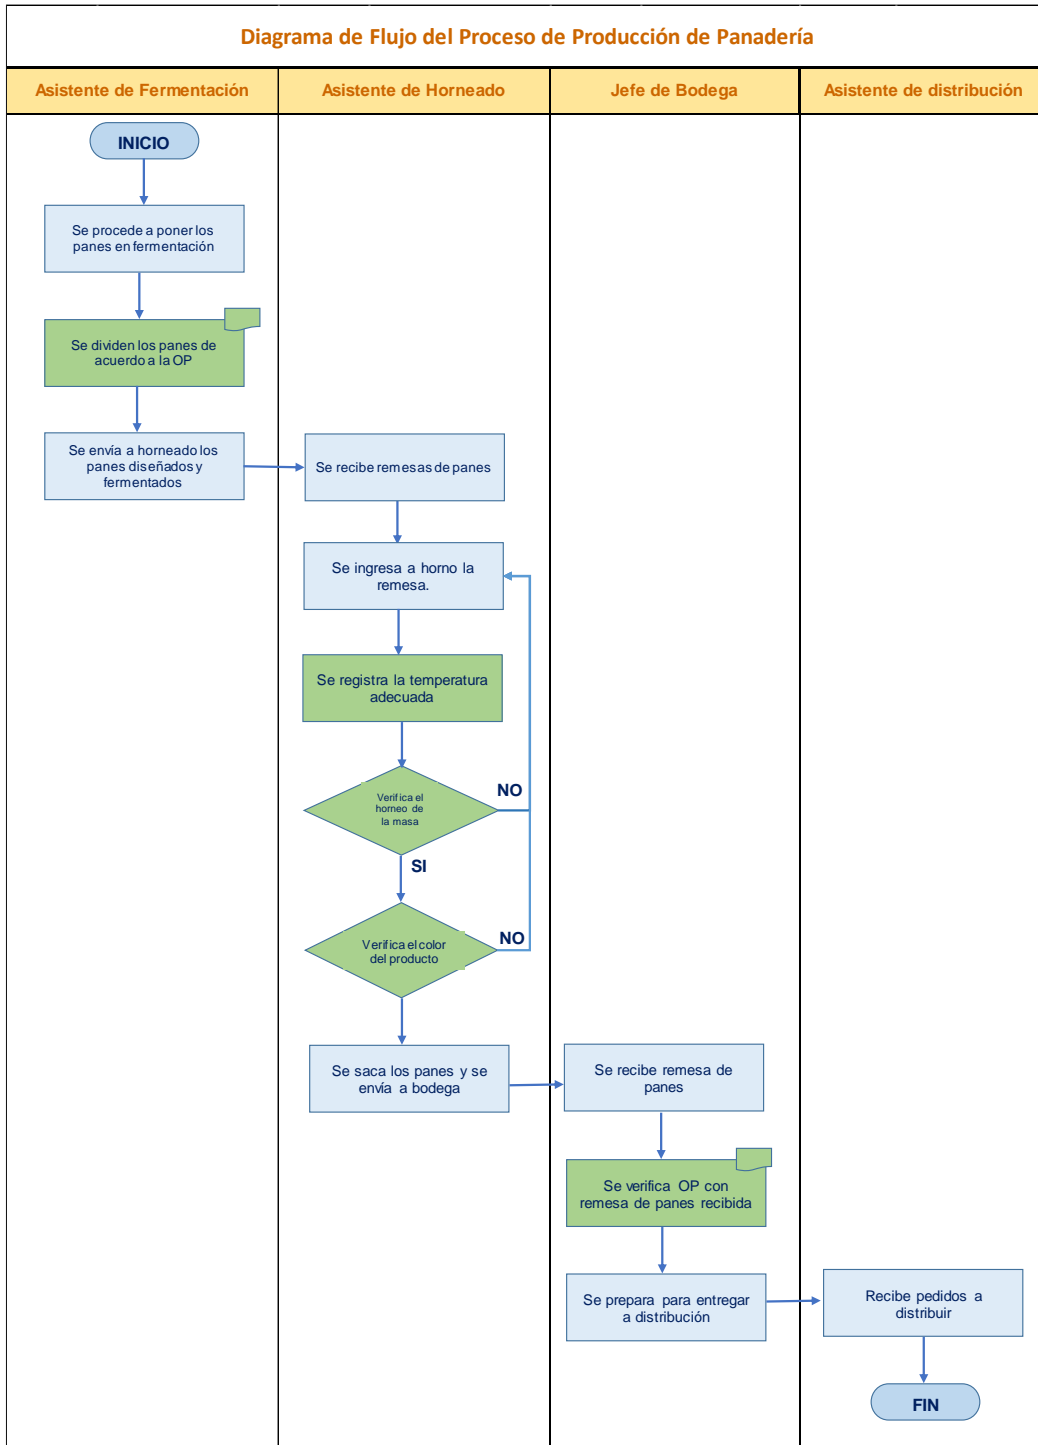 Diagrama de Flujo del Proceso de Producción de Panadería
Asistente de Fermentación
Asistente de Horneado
Jefe de Bodega
Asistente de distribución
INICIO
Se procede a poner los
panes en fermentación
Se dividen los panes de
acuerdo a la OP
Se envía a horneado los
panes diseñados y
fermentados
Se recibe remesas de panes
Se ingresa a horno la
remesa.
Se registra la temperatura
adecuada
Verifica el
horneo de
la masa
NO
SI
Verifica el color
del producto
NO
Se saca los panes y se
envía a bodega
Se recibe remesa de
panes
Se verifica OP con
remesa de panes recibida
Se prepara para entregar
a distribución
Recibe pedidos a
distribuir
FIN